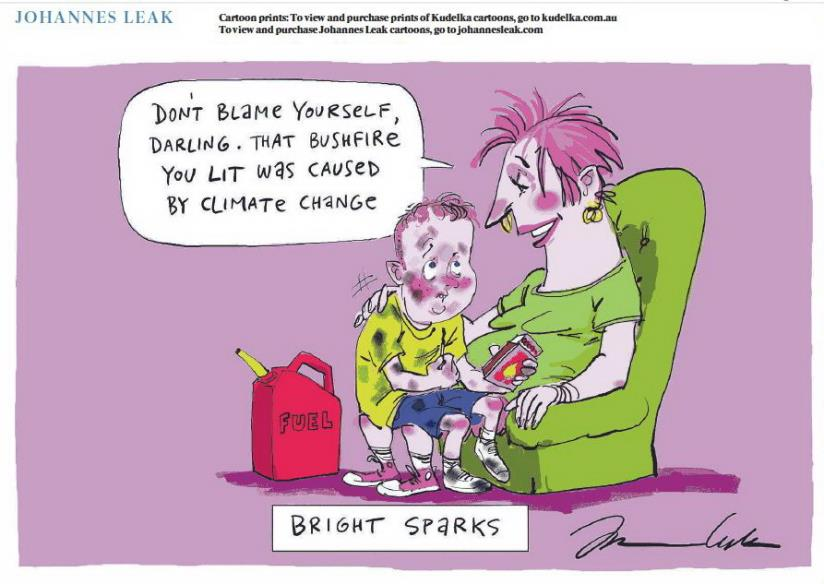 JOHANNES LEAK
Cartoon prints: To view and purchase prints of Kudelka cartoons, go to kudelka.com.au
To view and purchase Johannes Leak cartoons, go to johannesleak.com
DON'T BLAME YOURSELF,
DARLING. THAT BUSHFIRE
YOU LIT WAS CAUSED
BY CLIMATE CHANGE
FUEL
BRIGHT SPARKS